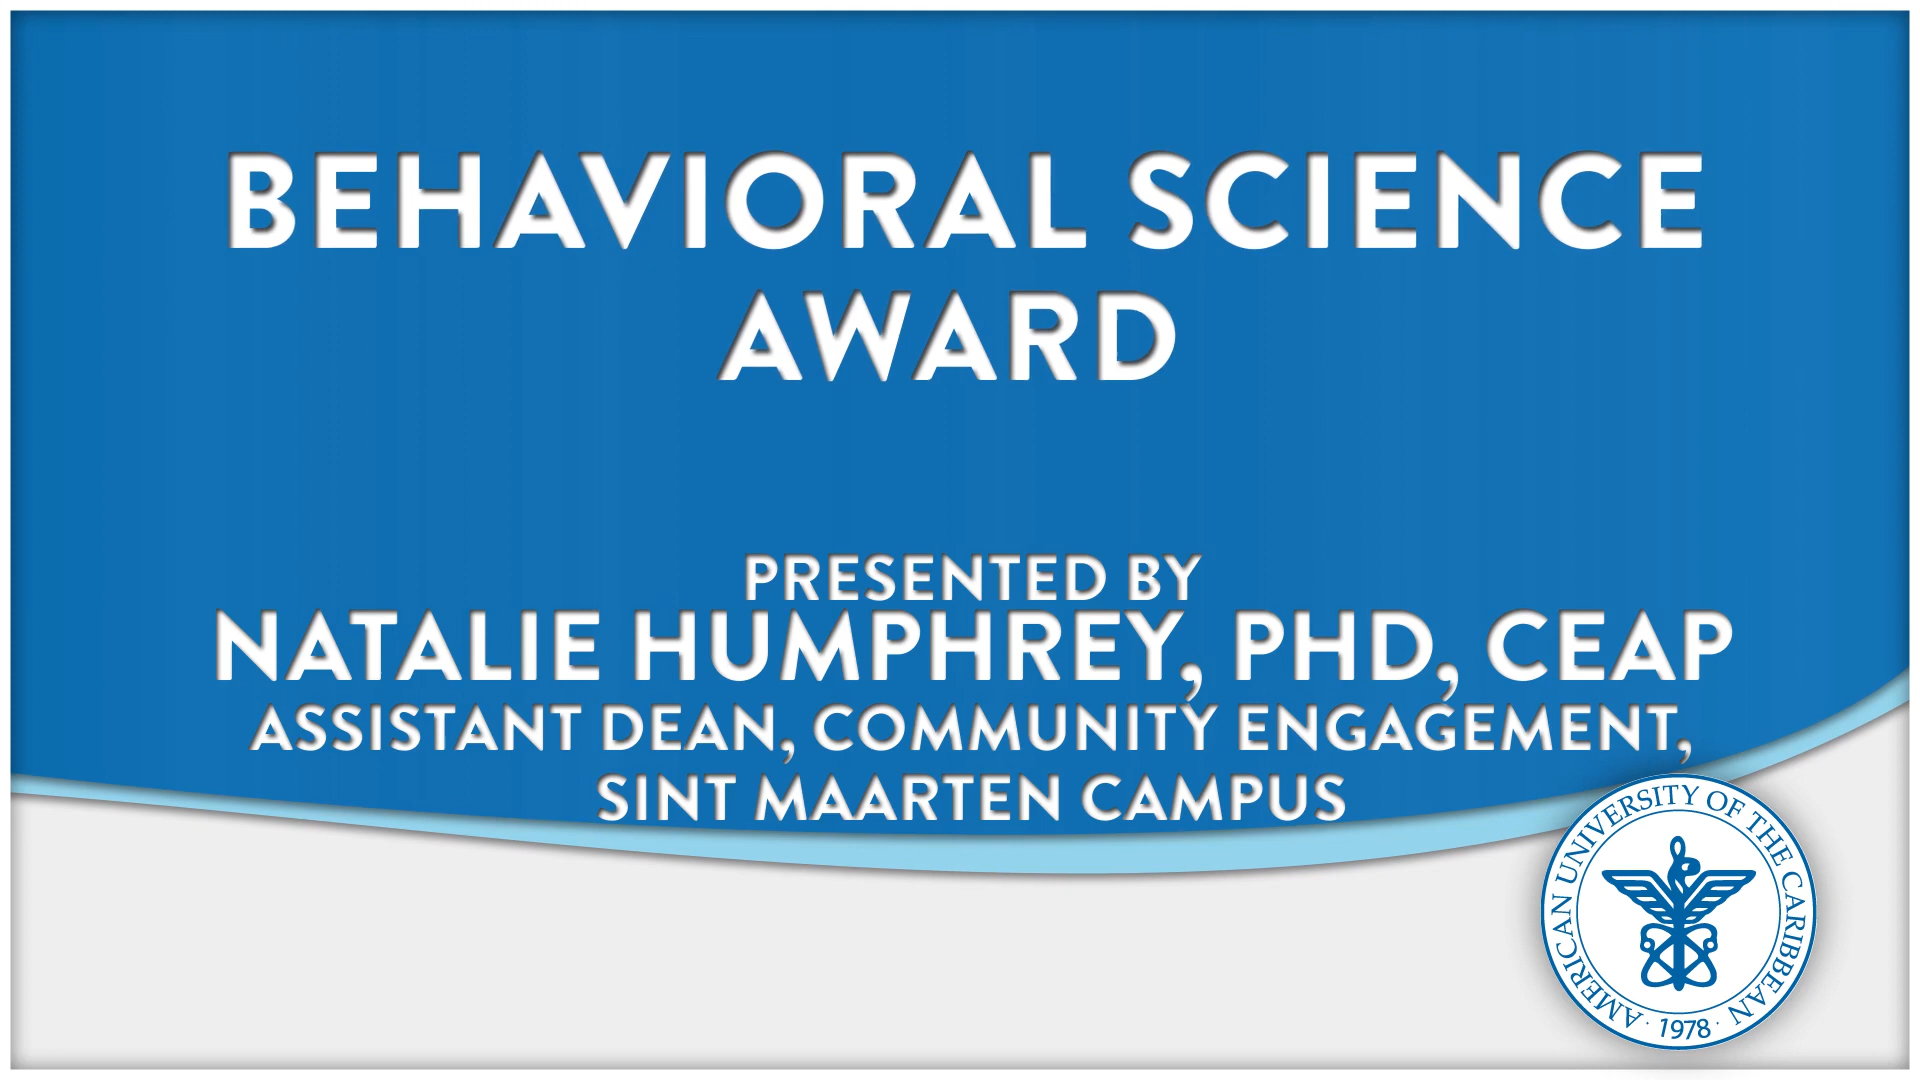 BEHAVIORAL SCIENCE
AWARD
PRESENTED BY
NATALIE HUMPHREY, PHD, CEAP
ASSISTANT DEAN, COMMUNITY ENGAGEMENT,
SINT MAARTEN CAMPUS
AMERICAN UNIVERSITY OF THE CARIBBEAN
· 1978 ·